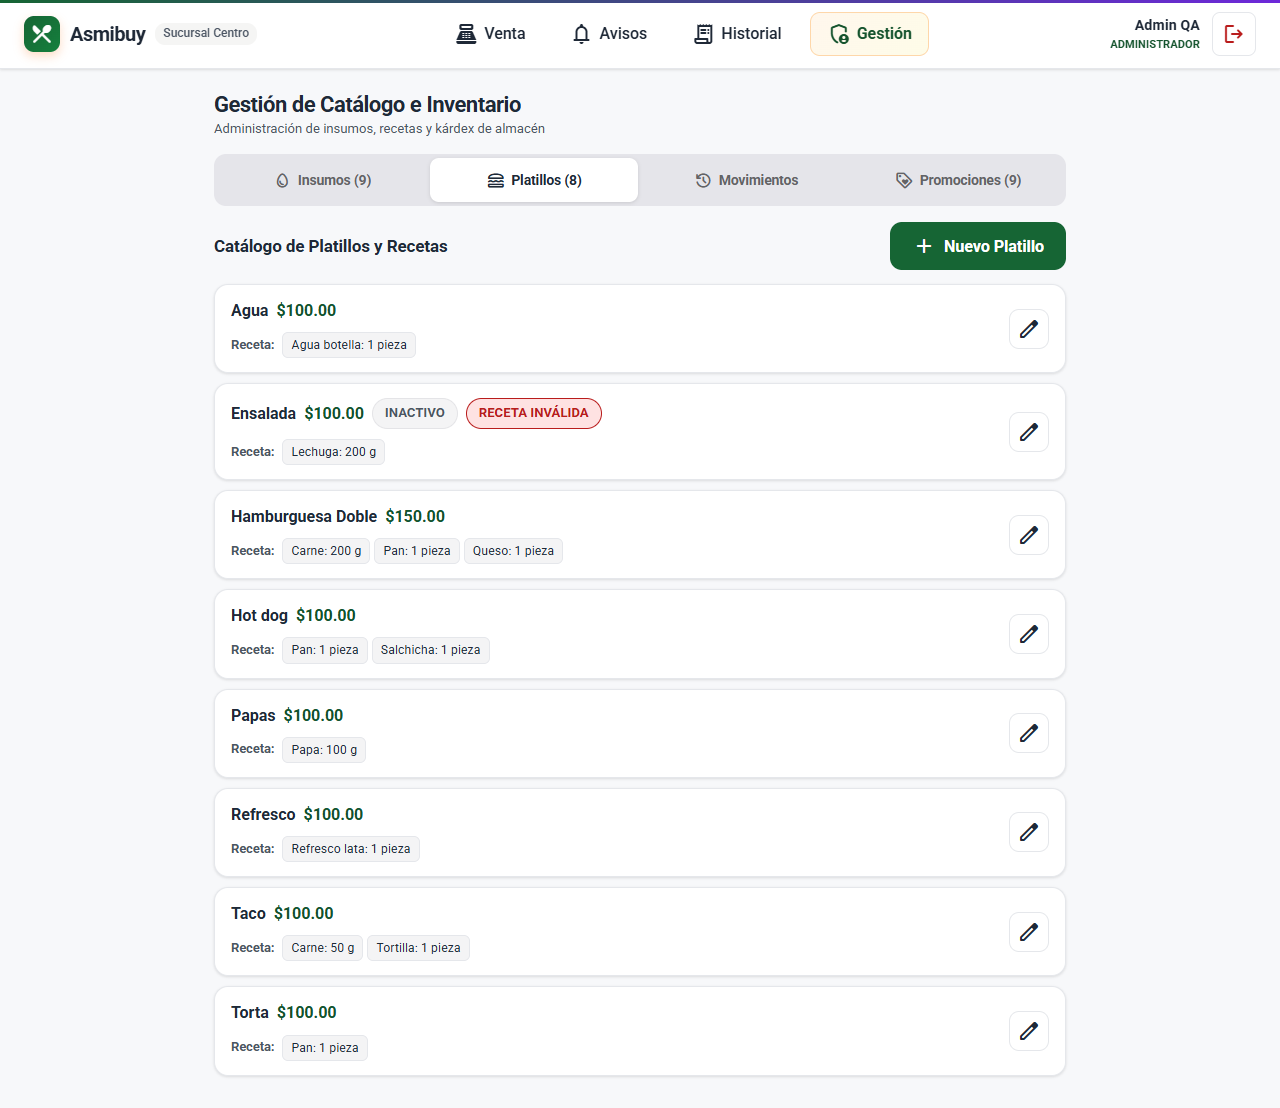 Asmibuy
Sucursal Centro
Venta
Avisos
Historial
Gestión
Admin QA
ADMINISTRADOR
Gestión de Catálogo e Inventario
Administración de insumos, recetas y kárdex de almacén
Insumos (9)
Platillos (8)
Movimientos
Promociones (9)
Catálogo de Platillos y Recetas
Nuevo Platillo
Agua $100.00
Receta: Agua botella: 1 pieza
Ensalada $100.00 INACTIVO RECETA INVÁLIDA
Receta: Lechuga: 200 g
Hamburguesa Doble $150.00
Receta: Carne: 200 g Pan: 1 pieza Queso: 1 pieza
Hot dog $100.00
Receta: Pan: 1 pieza Salchicha: 1 pieza
Papas $100.00
Receta: Papa: 100 g
Refresco $100.00
Receta: Refresco lata: 1 pieza
Taco $100.00
Receta: Carne: 50 g Tortilla: 1 pieza
Torta $100.00
Receta: Pan: 1 pieza